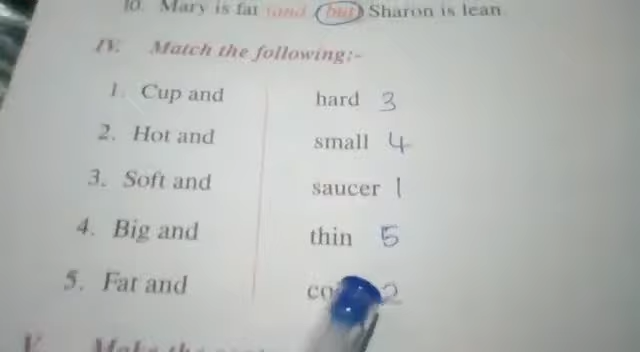 10. Mary is fat (and, but) Sharon is lean
IV. Match the following:-
1. Cup and hard 3
2. Hot and small 4
3. Soft and saucer 1
4. Big and thin 5
5. Fat and 2
V.